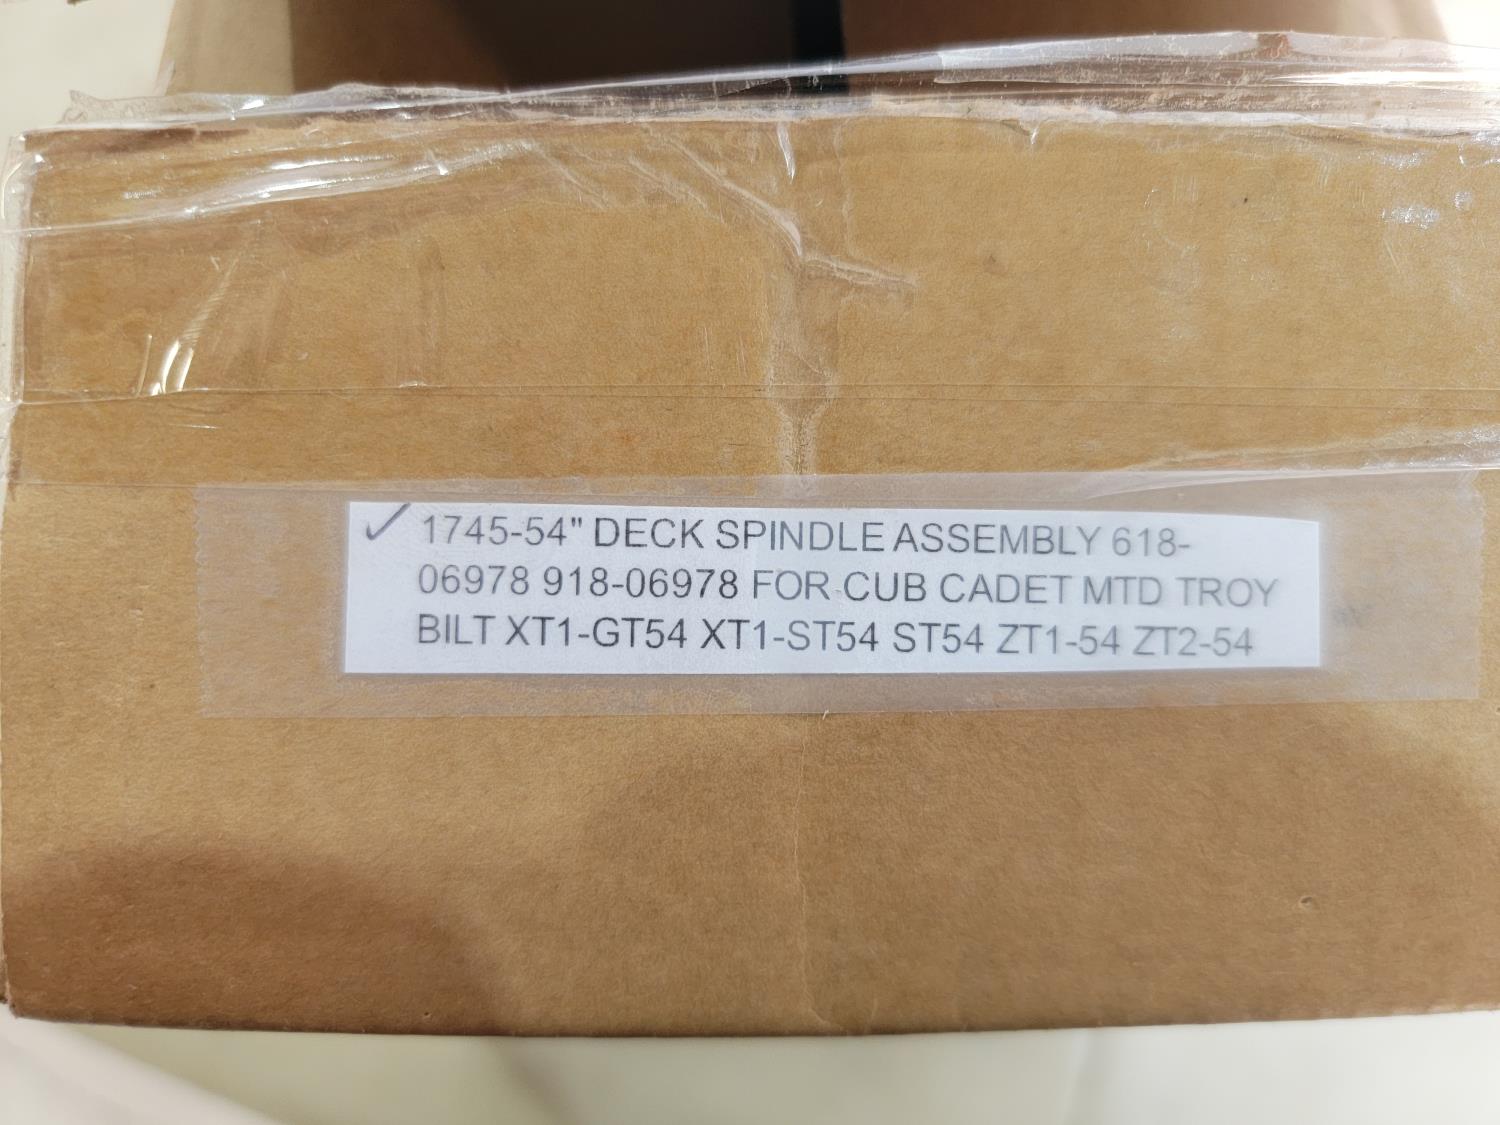 ✓ 1745-54" DECK SPINDLE ASSEMBLY 618-
06978 918-06978 FOR CUB CADET MTD TROY
BILT XT1-GT54 XT1-ST54 ST54 ZT1-54 ZT2-54